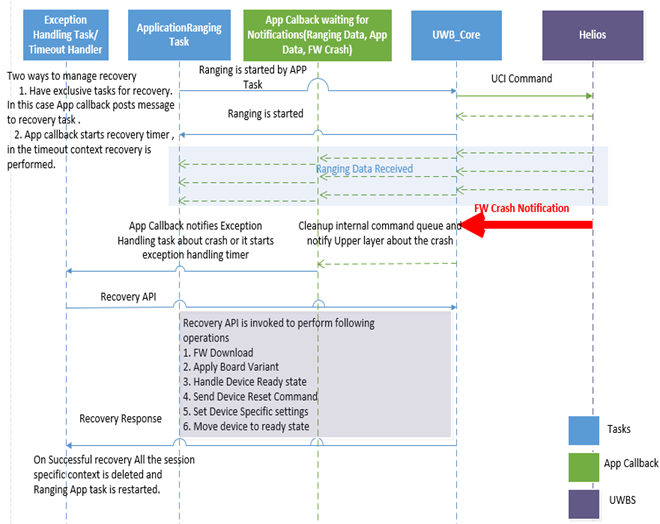 Exception
Handling Task/
Timeout Handler
ApplicationRanging
Task
App Calback waiting for
Notifications(Ranging Data, App
Data, FW Crash)
UWB_Core
Helios
Two ways to manage recovery
1. Have exclusive tasks for recovery.
In this case App callback posts message
to recovery task .
2. App callback starts recovery timer ,
in the timeout context recovery is
performed.
Ranging is started by APP
Task
UCI Command
Ranging is started
Ranging Data Received
FW Crash Notification
App Callback notifies Exception
Handling task about crash or it starts
exception handling timer
Cleanup internal command queue and
notify Upper layer about the crash
Recovery API
Recovery API is invoked to perform following
operations
1. FW Download
2. Apply Board Variant
3. Handle Device Ready state
4. Send Device Reset Command
5. Set Device Specific settings
6. Move device to ready state
Recovery Response
On Successful recovery All the session
specific context is deleted and
Ranging App task is restarted.
Tasks
App Callback
UWBS